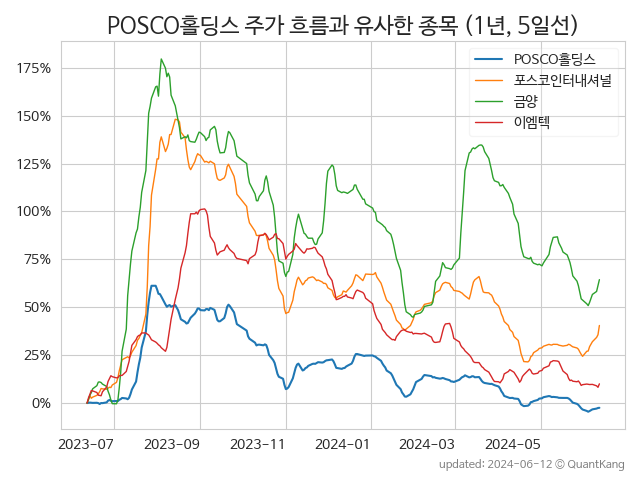 POSCO홀딩스 주가 흐름과 유사한 종목 (1년, 5일선)
POSCO홀딩스
포스코인터내셔널
금양
이엠텍
175%
150%
125%
100%
75%
50%
25%
0%
2023-07
2023-09
2023-11
2024-01
2024-03
2024-05
updated: 2024-06-12 © QuantKang